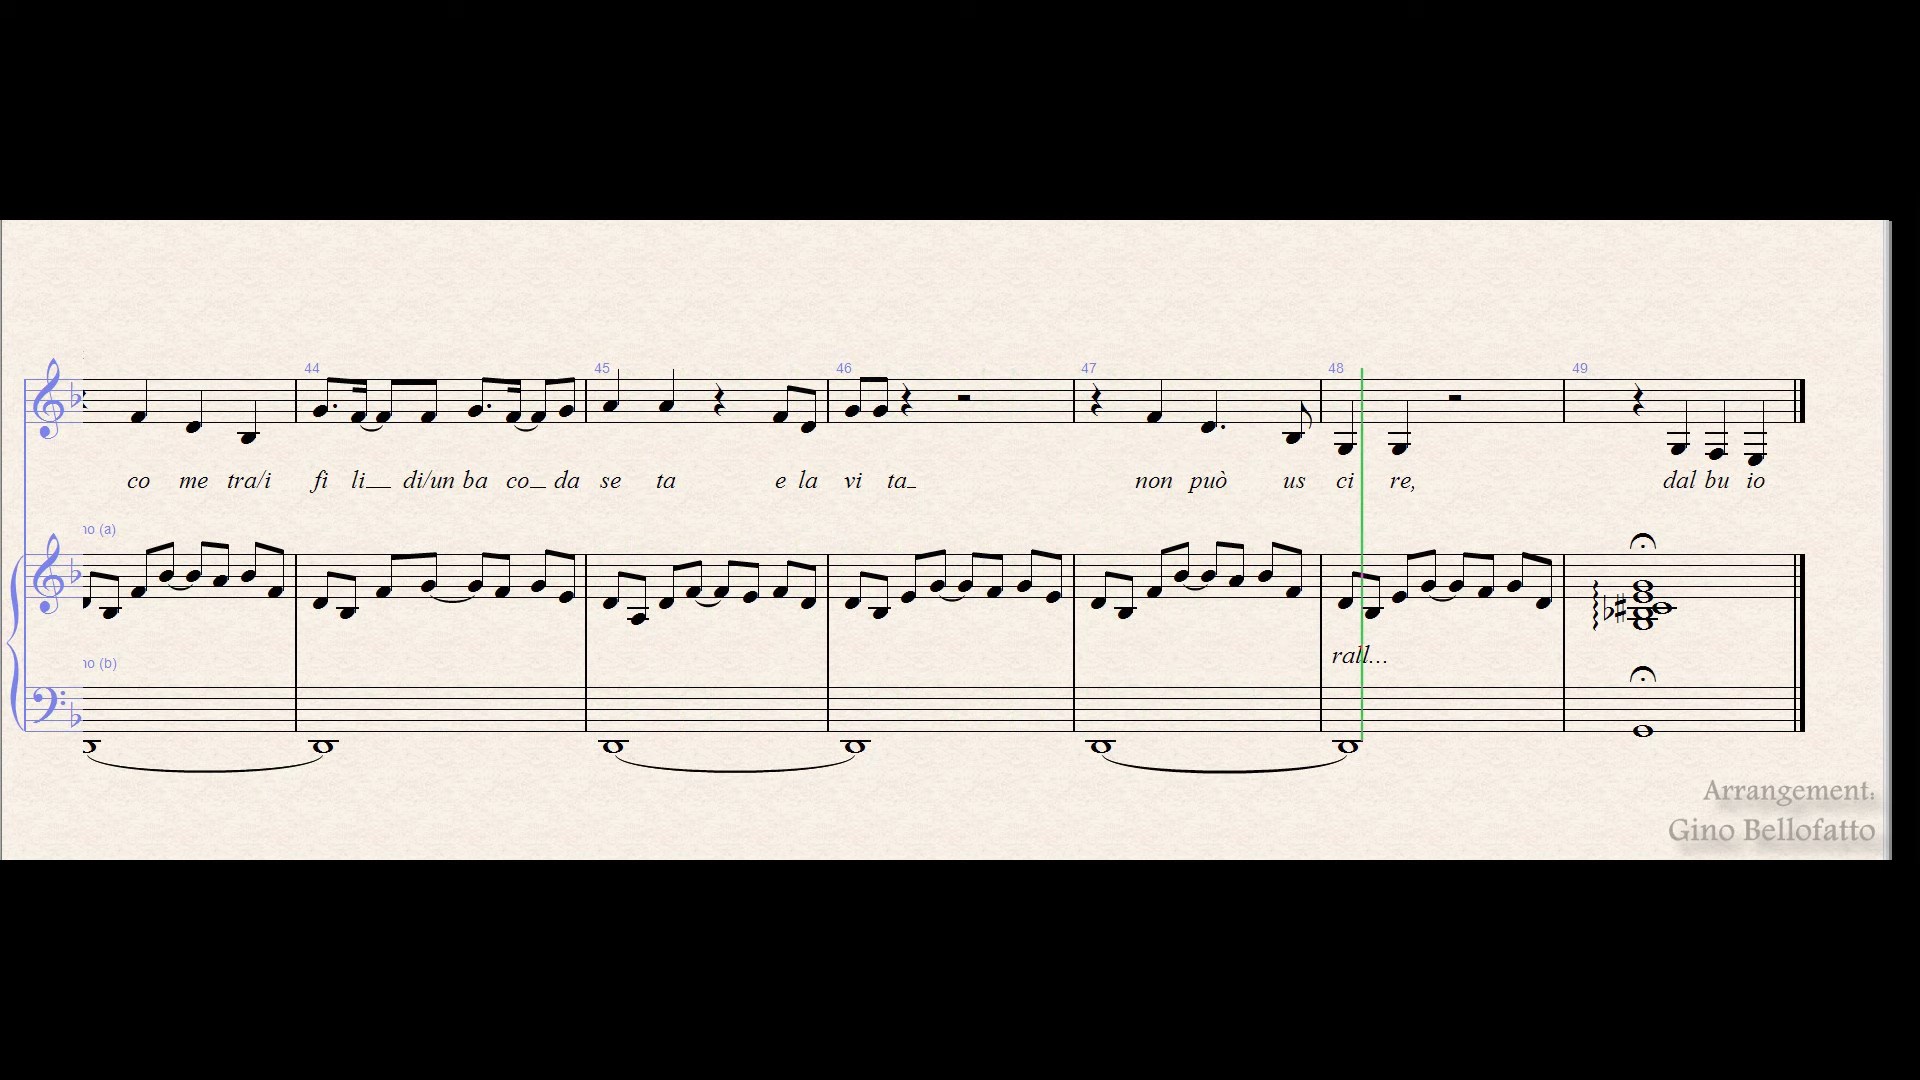 44 45 46 47 48 49
co me tra/i fi li__ di/un ba co__ da se ta e la vi ta_ non può us ci re, dal bu io
no (a)
rall...
no (b)
Arrangement:
Gino Bellofatto